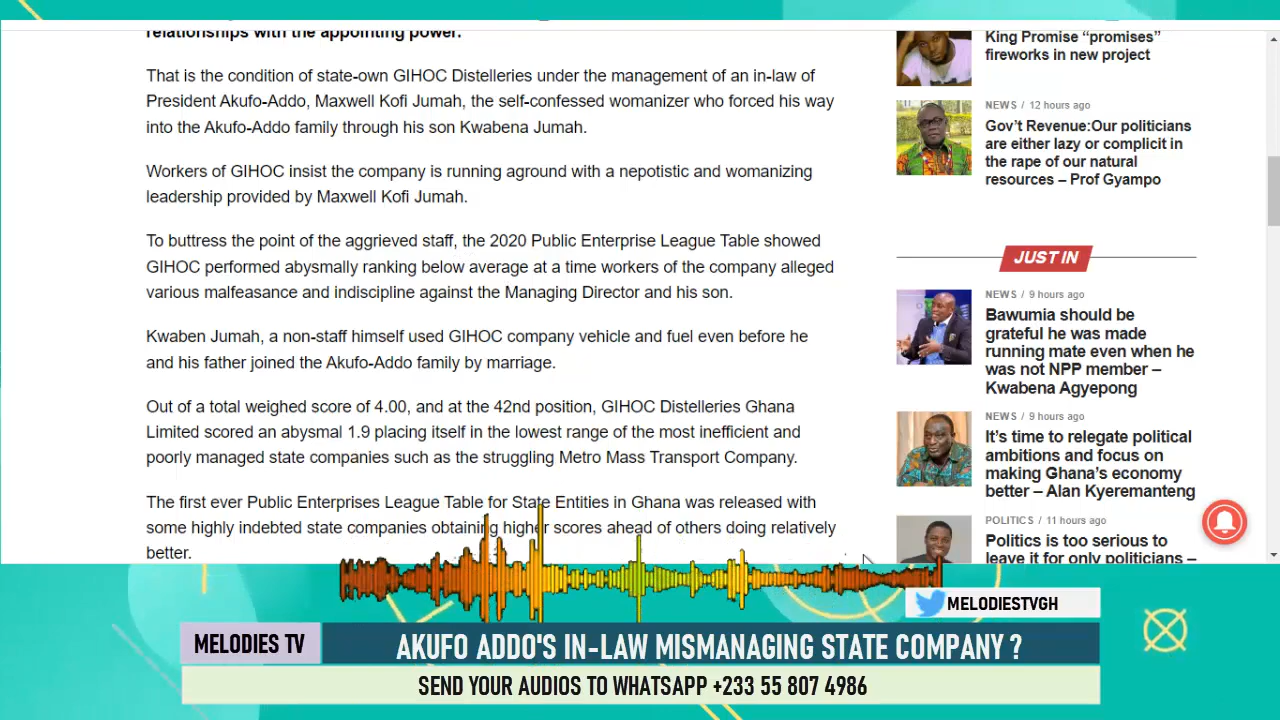 relationships with the appointing power.
That is the condition of state-own GIHOC Distelleries under the management of an in-law of
President Akufo-Addo, Maxwell Kofi Jumah, the self-confessed womanizer who forced his way
into the Akufo-Addo family through his son Kwabena Jumah.
Workers of GIHOC insist the company is running aground with a nepotistic and womanizing
leadership provided by Maxwell Kofi Jumah.
To buttress the point of the aggrieved staff, the 2020 Public Enterprise League Table showed
GIHOC performed abysmally ranking below average at a time workers of the company alleged
various malfeasance and indiscipline against the Managing Director and his son.
Kwaben Jumah, a non-staff himself used GIHOC company vehicle and fuel even before he
and his father joined the Akufo-Addo family by marriage.
Out of a total weighed score of 4.00, and at the 42nd position, GIHOC Distelleries Ghana
Limited scored an abysmal 1.9 placing itself in the lowest range of the most inefficient and
poorly managed state companies such as the struggling Metro Mass Transport Company.
The first ever Public Enterprises League Table for State Entities in Ghana was released with
some highly indebted state companies obtaining higher scores ahead of others doing relatively
better.
King Promise “promises”
fireworks in new project
NEWS / 12 hours ago
Gov’t Revenue:Our politicians
are either lazy or complicit in
the rape of our natural
resources – Prof Gyampo
JUST IN
NEWS / 9 hours ago
Bawumia should be
grateful he was made
running mate even when he
was not NPP member –
Kwabena Agyepong
NEWS / 9 hours ago
It’s time to relegate political
ambitions and focus on
making Ghana’s economy
better – Alan Kyeremanteng
POLITICS / 11 hours ago
Politics is too serious to
leave it for only politicians –
MELODIESTVGH
MELODIES TV
AKUFO ADDO'S IN-LAW MISMANAGING STATE COMPANY ?
SEND YOUR AUDIOS TO WHATSAPP +233 55 807 4986